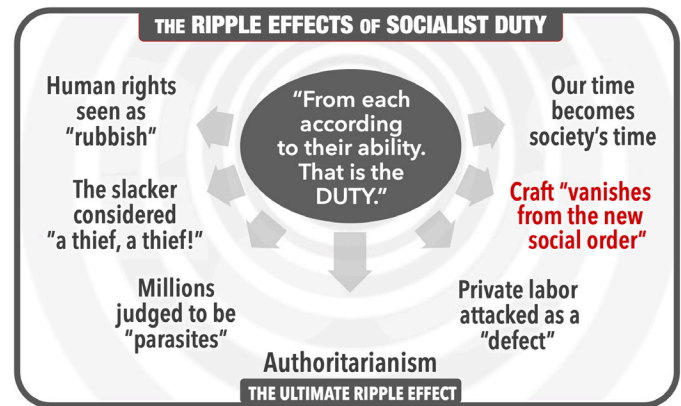 THE RIPPLE EFFECTS OF SOCIALIST DUTY
Human rights
seen as
"rubbish"
"From each
according
to their ability.
That is the
DUTY."
Our time
becomes
society's time
The slacker
considered
"a thief, a thief!"
Craft "vanishes
from the new
social order"
Millions
judged to be
"parasites"
Private labor
attacked as a
"defect"
Authoritarianism
THE ULTIMATE RIPPLE EFFECT